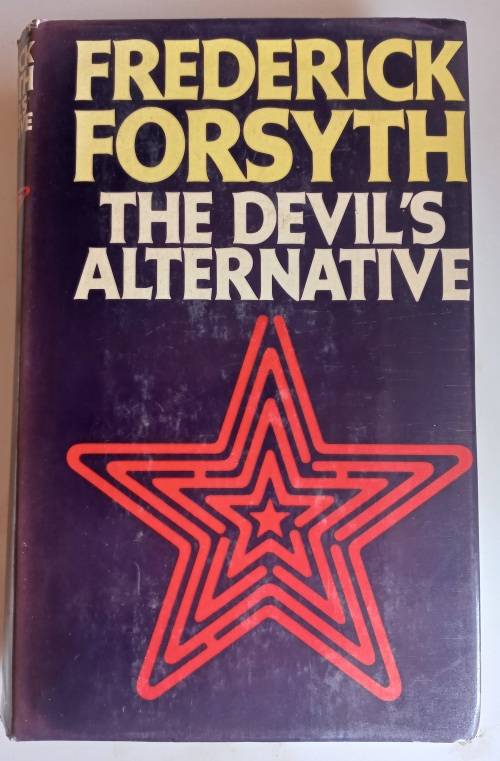 FREDERICK
FORSYTH
THE DEVIL'S
ALTERNATIVE